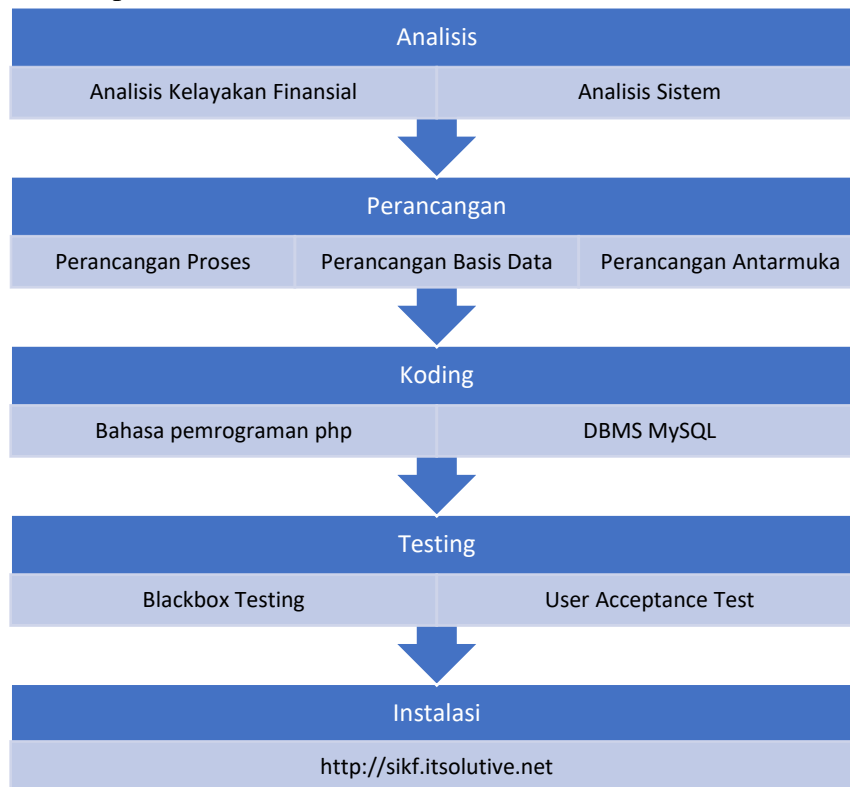 Analisis
Analisis Kelayakan Finansial
Analisis Sistem
Perancangan
Perancangan Proses
Perancangan Basis Data
Perancangan Antarmuka
Koding
Bahasa pemrograman php
DBMS MySQL
Testing
Blackbox Testing
User Acceptance Test
Instalasi
http://sikf.itsolutive.net